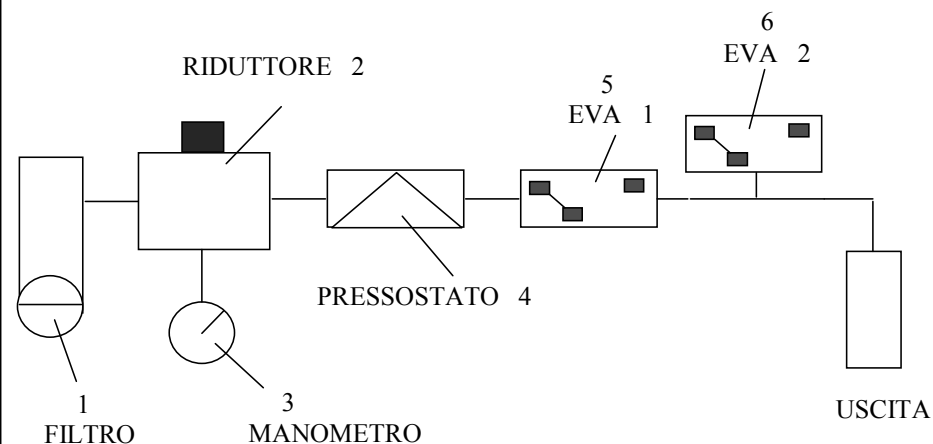 6
EVA 2
RIDUTTORE 2
5
EVA 1
PRESSOSTATO 4
1
FILTRO
3
MANOMETRO
USCITA